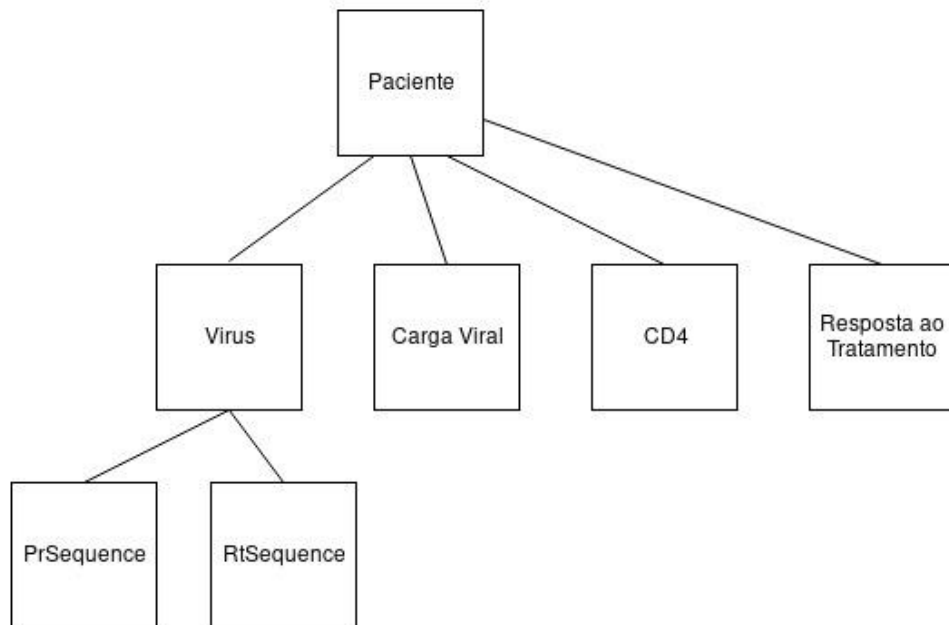 Paciente
Virus
Carga Viral
CD4
Resposta ao
Tratamento
PrSequence
RtSequence